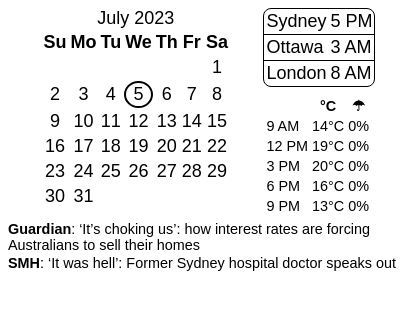 July 2023
Su Mo Tu We Th Fr Sa
1
2 3 4 5 6 7 8
9 10 11 12 13 14 15
16 17 18 19 20 21 22
23 24 25 26 27 28 29
30 31
Sydney 5 PM
Ottawa 3 AM
London 8 AM
°C ☂
9 AM 14°C 0%
12 PM 19°C 0%
3 PM 20°C 0%
6 PM 16°C 0%
9 PM 13°C 0%
Guardian: ‘It’s choking us’: how interest rates are forcing
Australians to sell their homes
SMH: ‘It was hell’: Former Sydney hospital doctor speaks out